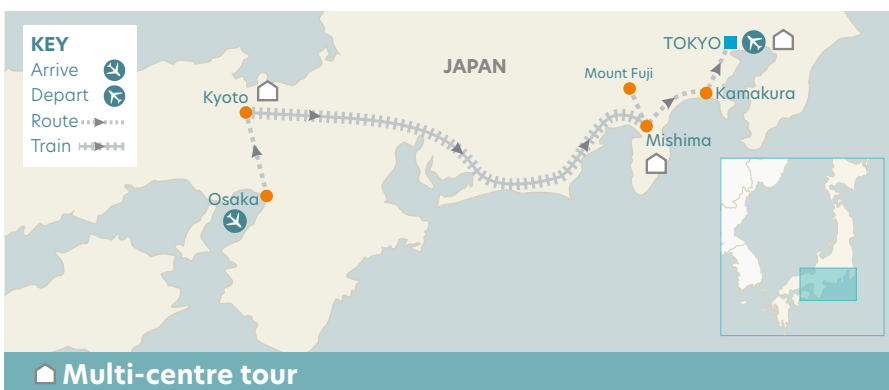 KEY
Arrive
Depart
Route
Train
JAPAN
TOKYO
Mount Fuji
Kyoto
Kamakura
Mishima
Osaka
Multi-centre tour